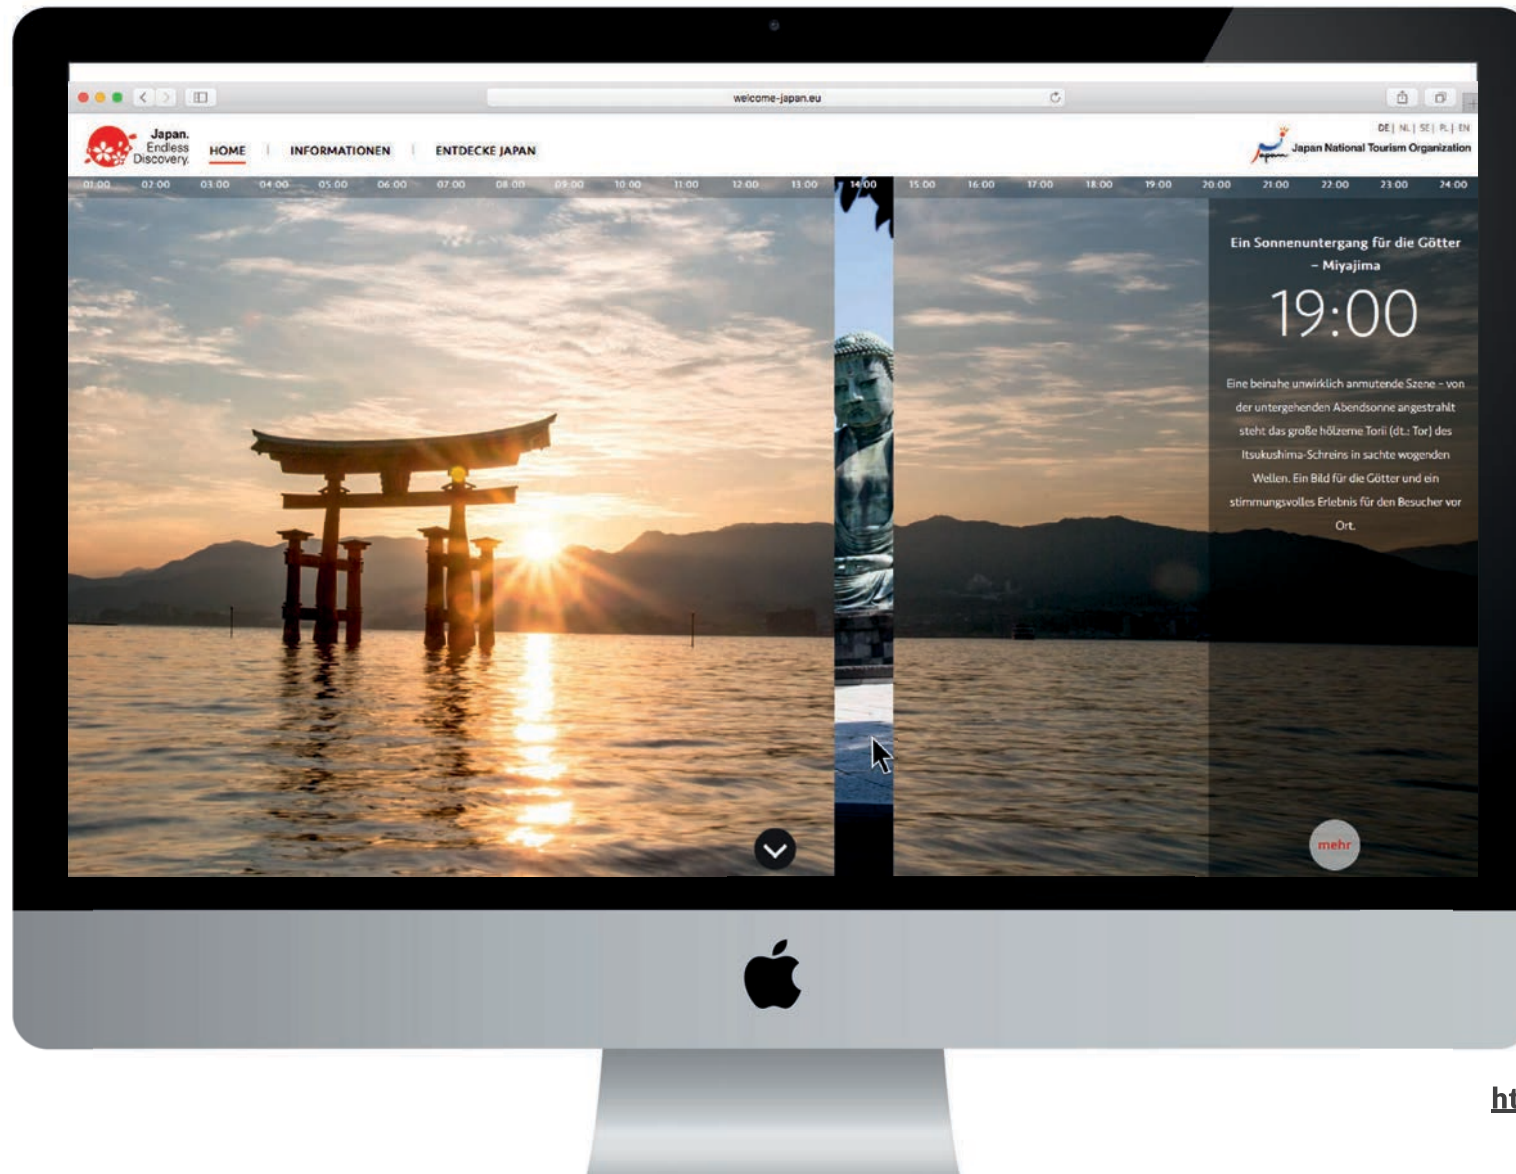 welcome-japan.eu
Japan.
Endless
Discovery.
HOME | INFORMATIONEN | ENTDECKE JAPAN
DE | NL | SE | PL | EN
Japan
Japan National Tourism Organization
01:00 02:00 03:00 04:00 05:00 06:00 07:00 08:00 09:00 10:00 11:00 12:00 13:00 14:00 15:00 16:00 17:00 18:00 19:00 20:00 21:00 22:00 23:00 24:00
Ein Sonnenuntergang für die Götter
– Miyajima
19:00
Eine beinahe unwirklich anmutende Szene – von
der untergehenden Abendsonne angestrahlt
steht das große hölzerne Torii (dt.: Tor) des
Itsukushima-Schreins in sachte wogenden
Wellen. Ein Bild für die Götter und ein
stimmungsvolles Erlebnis für den Besucher vor
Ort.
mehr
ht